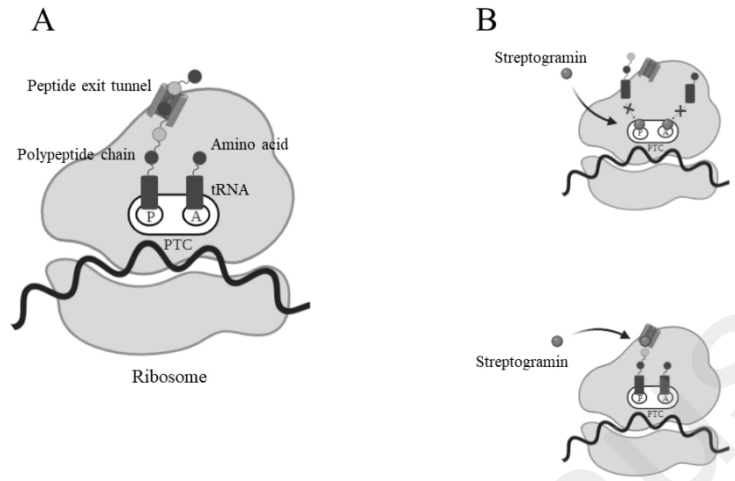 A
Peptide exit tunnel
Polypeptide chain
Amino acid
tRNA
P
A
PTC
Ribosome
B
Streptogramin
P
A
PTC
Streptogramin
P
A
PTC